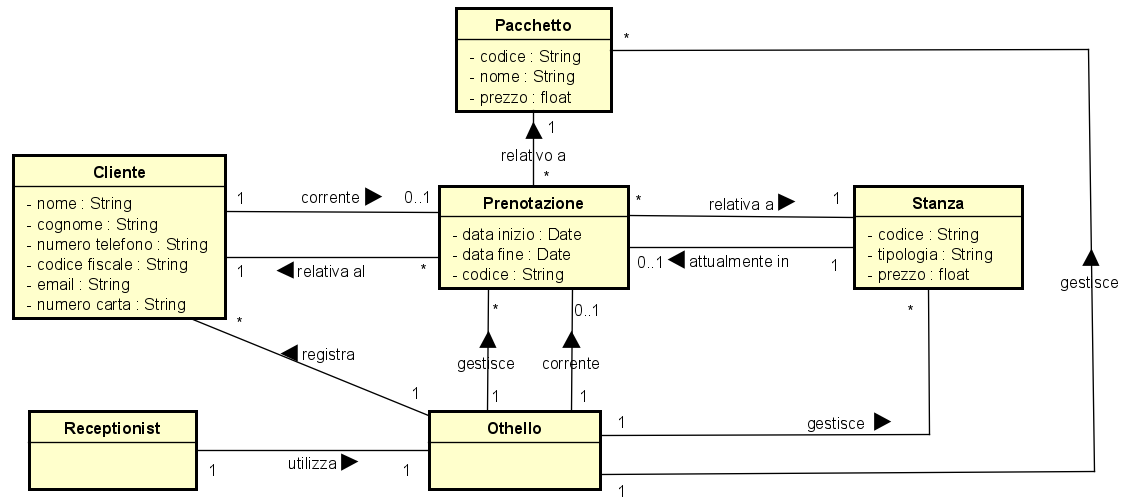 Pacchetto
- codice : String
- nome : String
- prezzo : float
*
1
relativo a
*
Cliente
- nome : String
- cognome : String
- numero telefono : String
- codice fiscale : String
- email : String
- numero carta : String
1
corrente
0..1
1
relativa al
*
Prenotazione
- data inizio : Date
- data fine : Date
- codice : String
*
relativa a
1
0..1
attualmente in
1
Stanza
- codice : String
- tipologia : String
- prezzo : float
gestisce
*
registra
1
*
gestisce
1
0..1
corrente
1
*
gestisce
1
Receptionist
1
utilizza
1
Othello
1